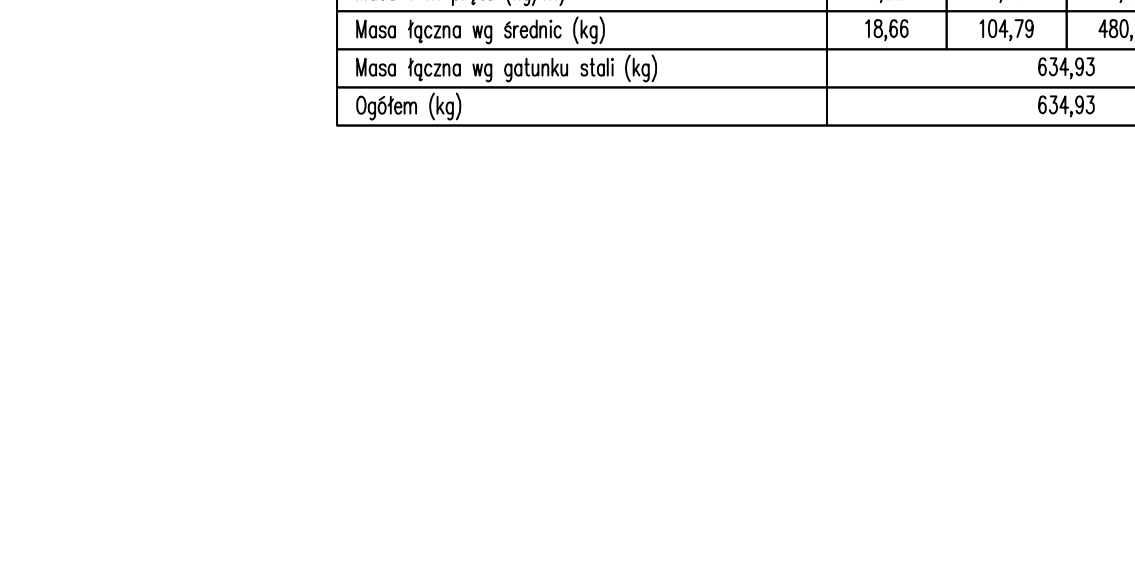 Masa łączna wg średnic (kg) 18,66 104,79 480,
Masa łączna wg gatunku stali (kg) 634,93
Ogółem (kg) 634,93